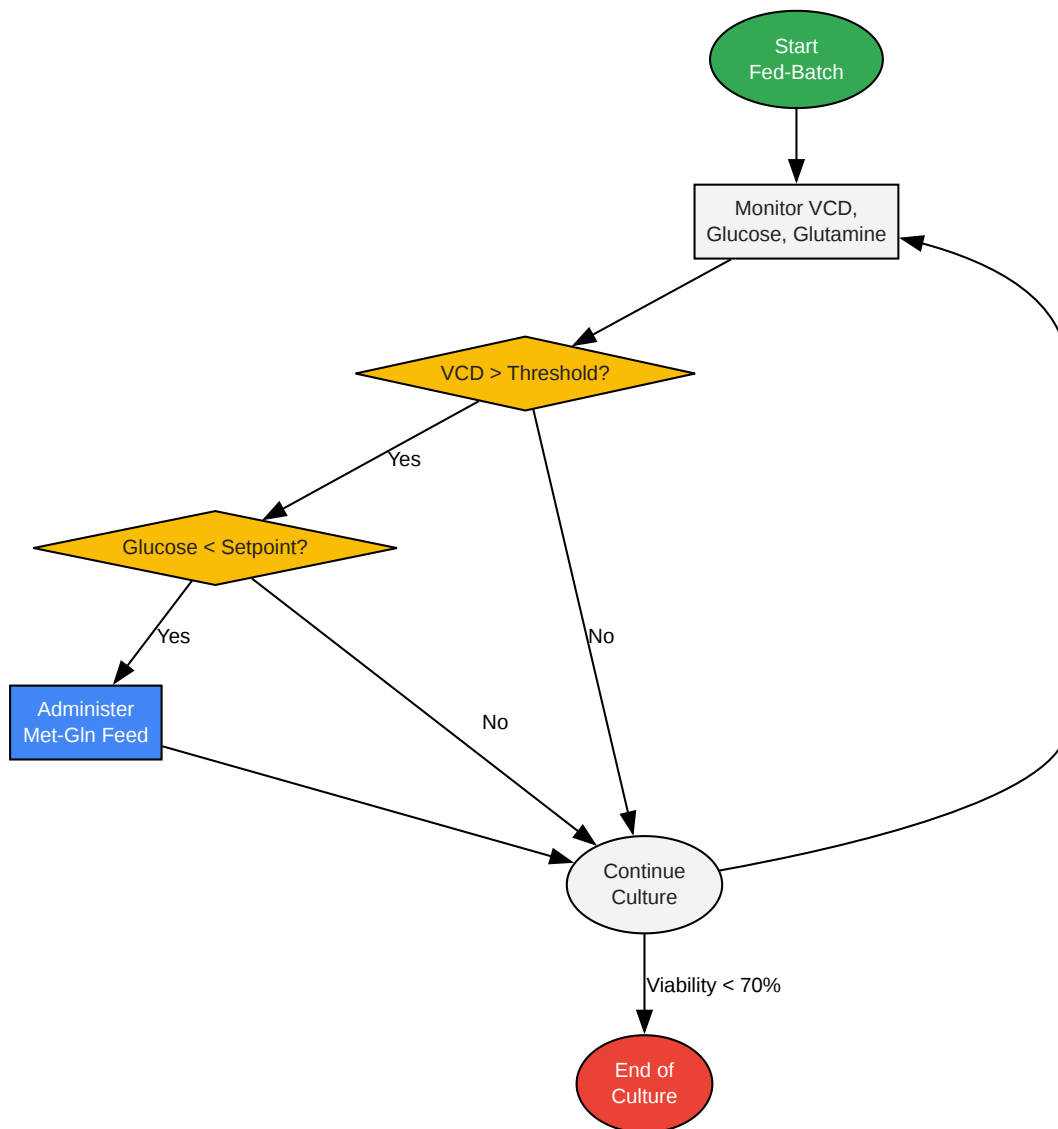 Start
Fed-Batch
Monitor VCD,
Glucose, Glutamine
VCD > Threshold?
Yes
Glucose < Setpoint?
No
Yes
Administer
Met-Gln Feed
No
Continue
Culture
Viability < 70%
End of
Culture